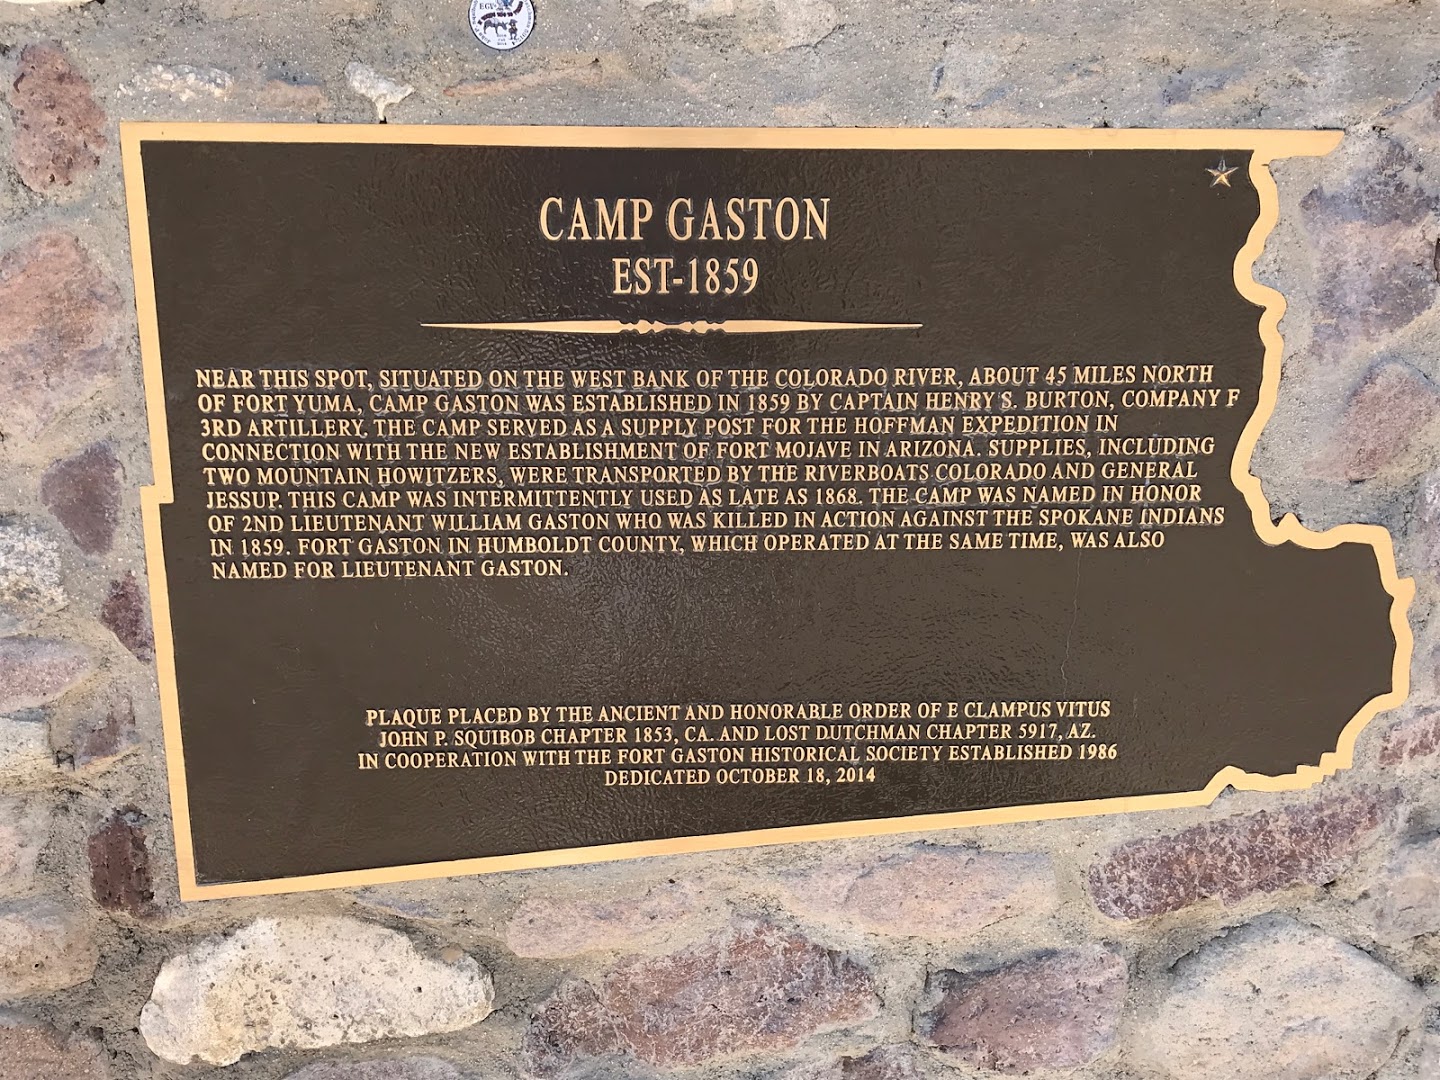 CAMP GASTON
EST-1859
NEAR THIS SPOT, SITUATED ON THE WEST BANK OF THE COLORADO RIVER, ABOUT 45 MILES NORTH
OF FORT YUMA, CAMP GASTON WAS ESTABLISHED IN 1859 BY CAPTAIN HENRY S. BURTON, COMPANY F
3RD ARTILLERY. THE CAMP SERVED AS A SUPPLY POST FOR THE HOFFMAN EXPEDITION IN
CONNECTION WITH THE NEW ESTABLISHMENT OF FORT MOJAVE IN ARIZONA. SUPPLIES, INCLUDING
TWO MOUNTAIN HOWITZERS, WERE TRANSPORTED BY THE RIVERBOATS COLORADO AND GENERAL
JESSUP. THIS CAMP WAS INTERMITTENTLY USED AS LATE AS 1868. THE CAMP WAS NAMED IN HONOR
OF 2ND LIEUTENANT WILLIAM GASTON WHO WAS KILLED IN ACTION AGAINST THE SPOKANE INDIANS
IN 1859. FORT GASTON IN HUMBOLDT COUNTY, WHICH OPERATED AT THE SAME TIME, WAS ALSO
NAMED FOR LIEUTENANT GASTON.
PLAQUE PLACED BY THE ANCIENT AND HONORABLE ORDER OF E CLAMPUS VITUS
JOHN P. SQUIBOB CHAPTER 1853, CA. AND LOST DUTCHMAN CHAPTER 5917, AZ.
IN COOPERATION WITH THE FORT GASTON HISTORICAL SOCIETY ESTABLISHED 1986
DEDICATED OCTOBER 18, 2014